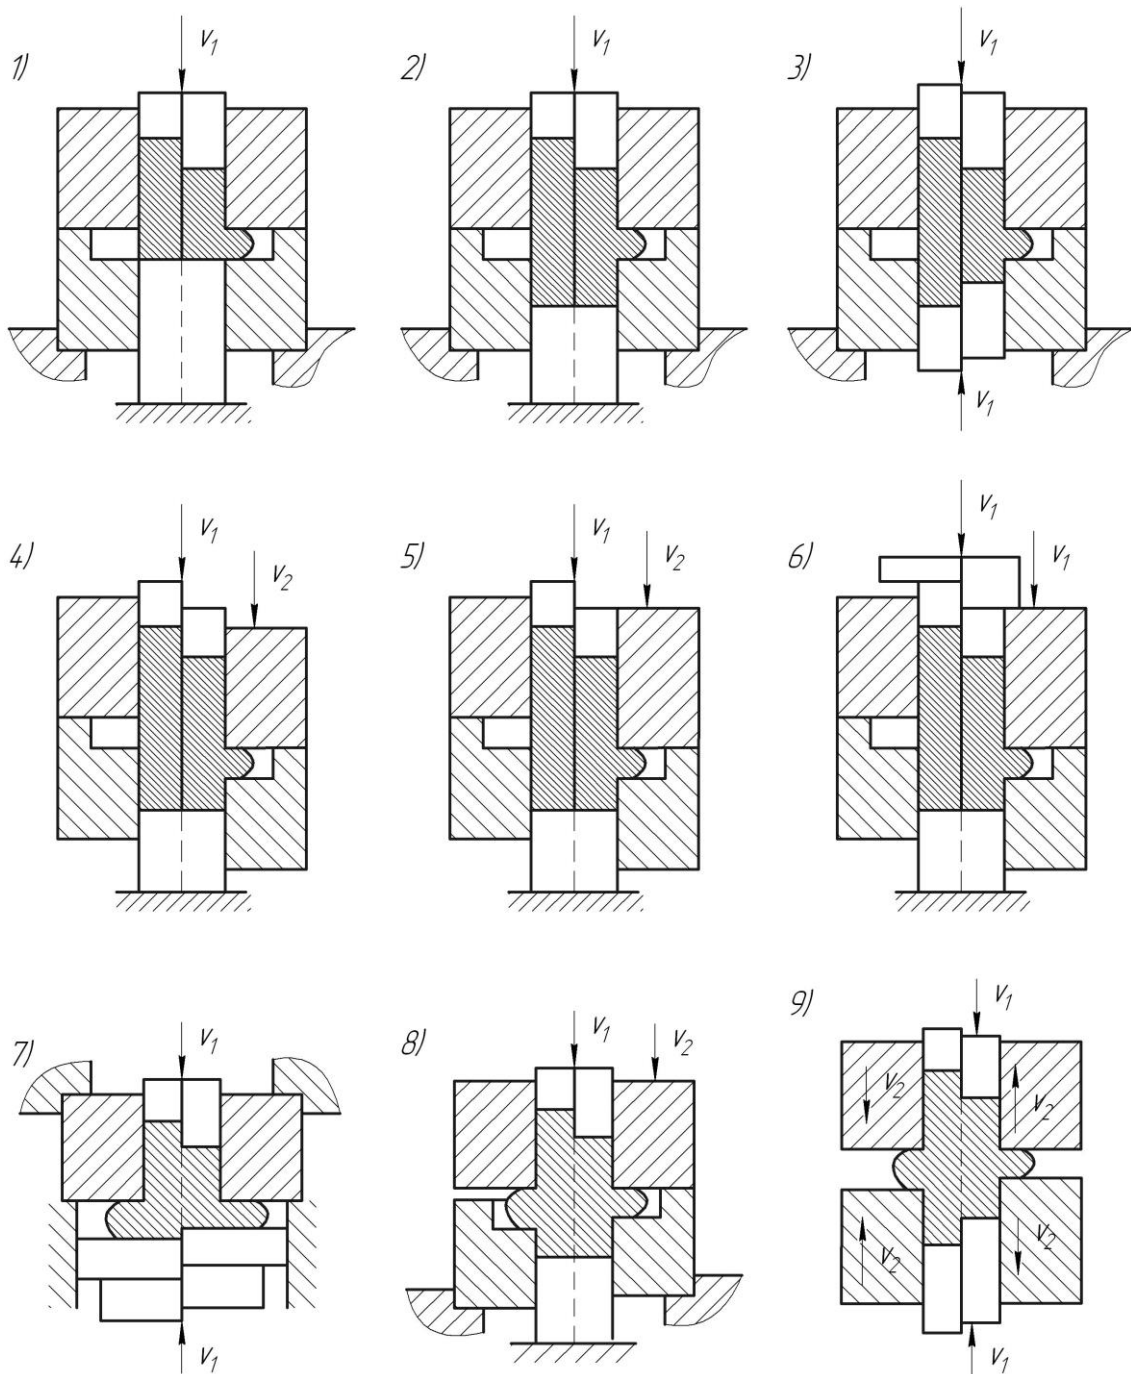 1) v₁
2) v₁
3) v₁
v₁
4) v₁
v₂
5) v₁
v₂
6) v₁
v₁
7) v₁
v₁
8) v₁
v₂
9) v₁
v₂ v₂
v₂ v₂
v₁